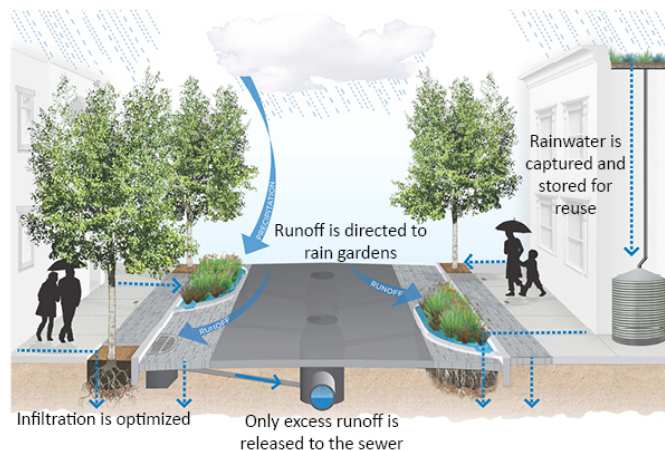 Rainwater is
captured and
stored for
reuse
PRECIPITATION
Runoff is directed to
rain gardens
RUNOFF
RUNOFF
Infiltration is optimized
Only excess runoff is
released to the sewer